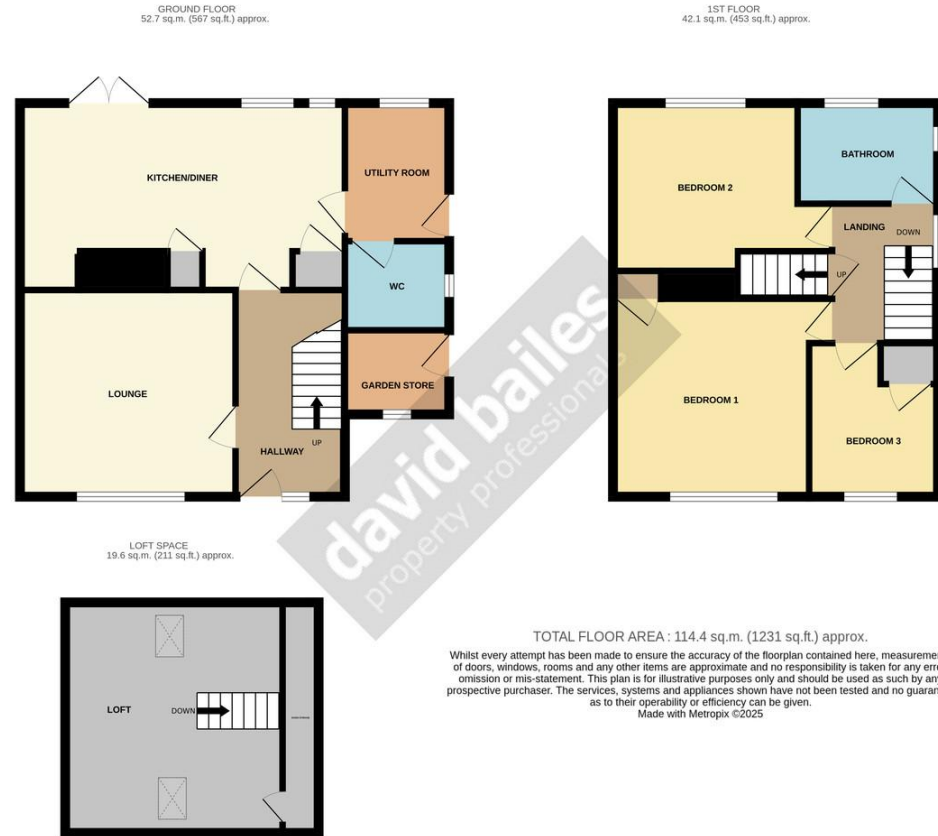 GROUND FLOOR
52.7 sq.m. (567 sq.ft.) approx.
1ST FLOOR
42.1 sq.m. (453 sq.ft.) approx.
KITCHEN/DINER
UTILITY ROOM
WC
LOUNGE
GARDEN STORE
HALLWAY
UP
BEDROOM 2
BATHROOM
LANDING
DOWN
UP
BEDROOM 1
BEDROOM 3
david bailes
property professionals
LOFT SPACE
19.6 sq.m. (211 sq.ft.) approx.
LOFT
DOWN
TOTAL FLOOR AREA : 114.4 sq.m. (1231 sq.ft.) approx.
Whilst every attempt has been made to ensure the accuracy of the floorplan contained here,
of doors, windows, rooms and any other items are approximate and no responsibility is taken for any
omission or mis-statement. This plan is for illustrative purposes only and should be used as such by any
prospective purchaser. The services, systems and appliances shown have not been tested and no
as to their operability or efficiency can be given.
Made with Metropix ©2025